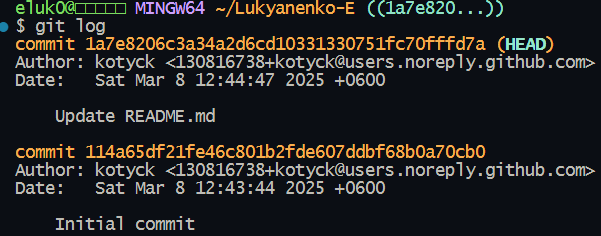 eluk0@□□□□□ MINGW64 ~/Lukyanenko-E ((1a7e820...))
$ git log
commit 1a7e8206c3a34a2d6cd10331330751fc70fffd7a (HEAD)
Author: kotyck <130816738+kotyck@users.noreply.github.com>
Date:   Sat Mar 8 12:44:47 2025 +0600
    Update README.md
commit 114a65df21fe46c801b2fde607ddbf68b0a70cb0
Author: kotyck <130816738+kotyck@users.noreply.github.com>
Date:   Sat Mar 8 12:43:44 2025 +0600
    Initial commit